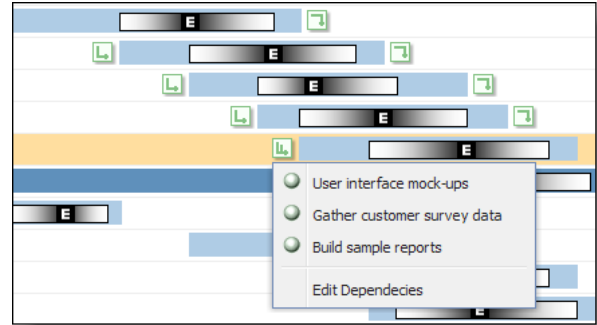 E
E
E
E
E
User interface mock-ups
E
Gather customer survey data
Build sample reports
Edit Dependecies
E